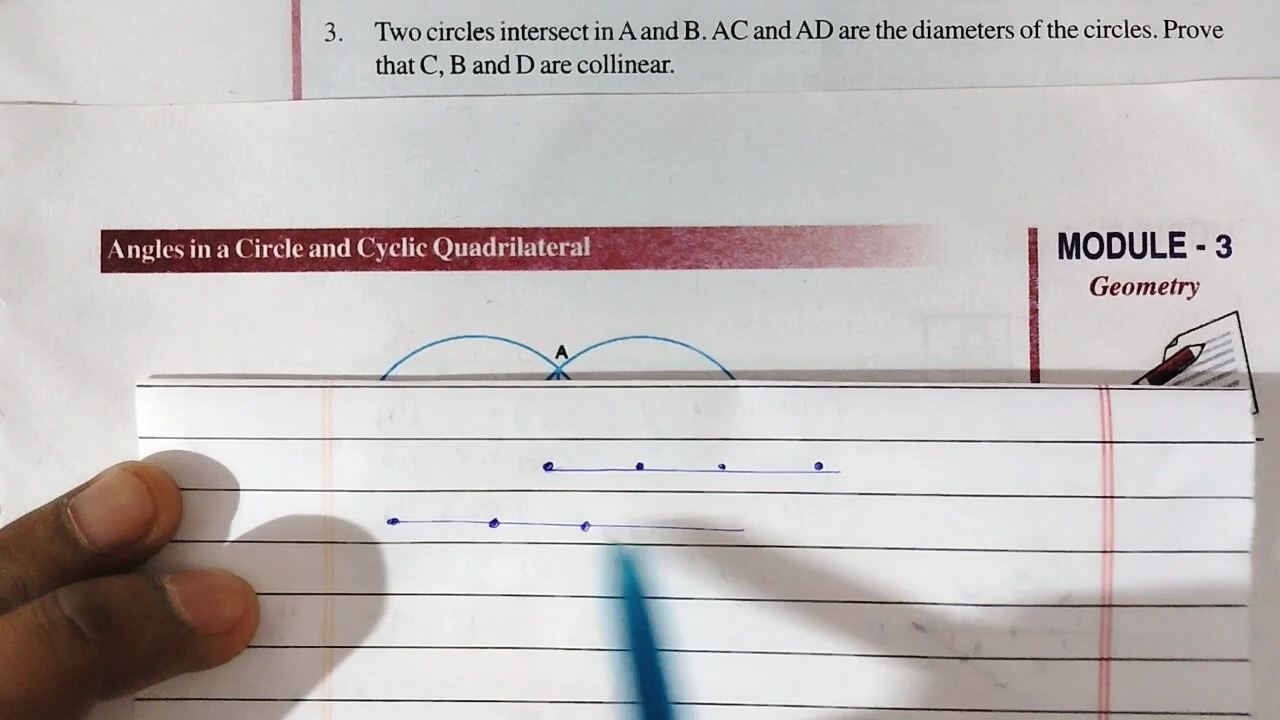 3. Two circles intersect in A and B. AC and AD are the diameters of the circles. Prove
that C, B and D are collinear.
Angles in a Circle and Cyclic Quadrilateral
MODULE - 3
Geometry
A